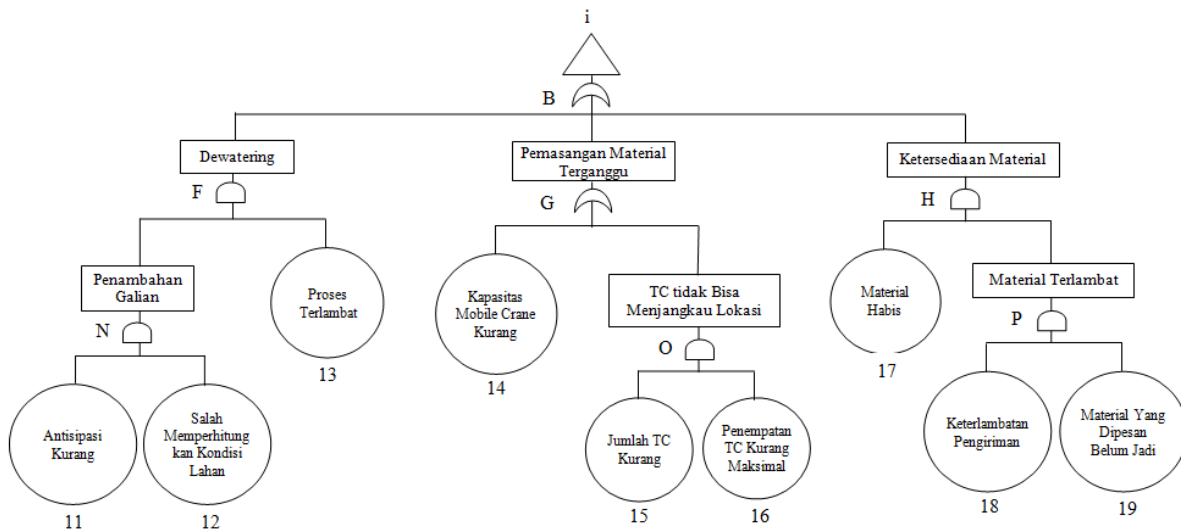 i
B
Dewatering
Pemasangan Material
Terganggu
Ketersediaan Material
F
G
H
Penambahan
Galian
Proses
Terlambat
Kapasitas
Mobile Crane
Kurang
TC tidak Bisa
Menjangkau Lokasi
Material
Habis
Material Terlambat
N
13
14
O
17
P
Antisipasi
Kurang
Salah
Memperhitung
kan Kondisi
Lahan
Jumlah TC
Kurang
Penempatan
TC Kurang
Maksimal
Keterlambatan
Pengiriman
Material Yang
Dipesan
Belum Jadi
11
12
15
16
18
19